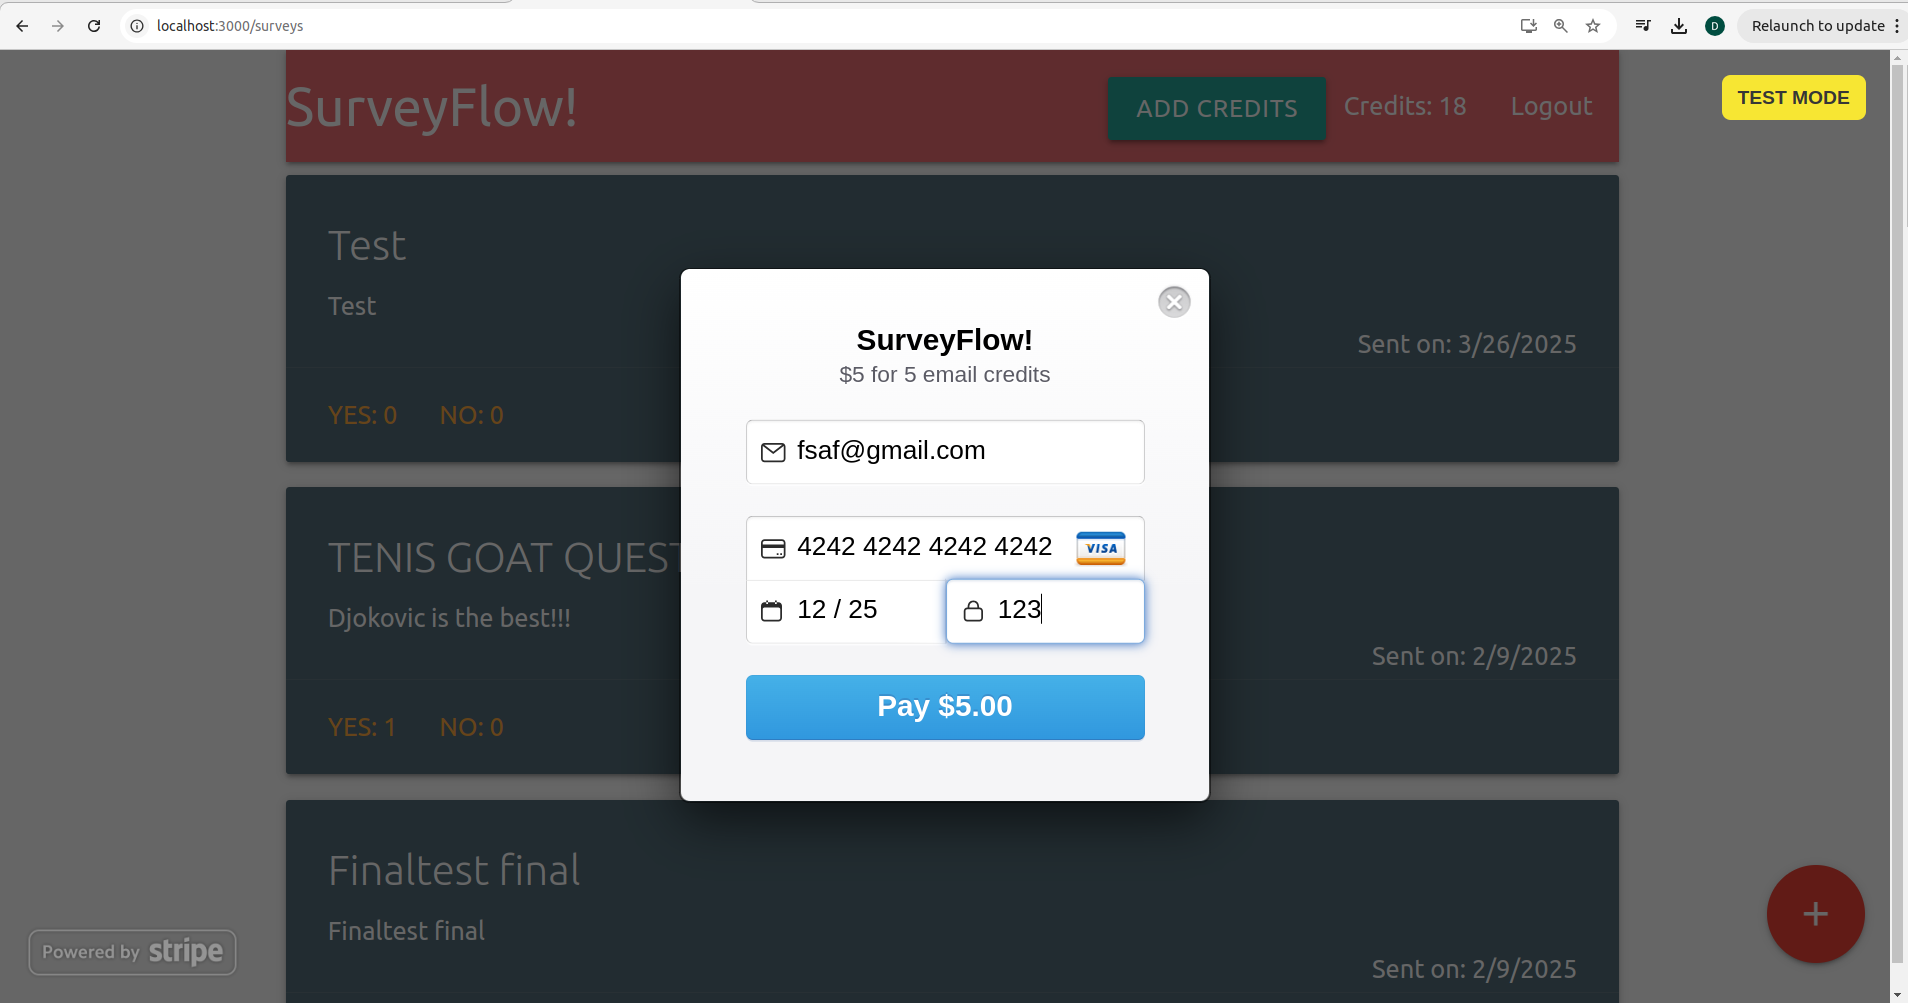 localhost:3000/surveys
D
Relaunch to update
SurveyFlow!
ADD CREDITS
Credits: 18
Logout
TEST MODE
Test
Test
Sent on: 3/26/2025
YES: 0
NO: 0
SurveyFlow!
$5 for 5 email credits
fsaf@gmail.com
4242 4242 4242 4242
VISA
12 / 25
123
Pay $5.00
TENIS GOAT QUEST
Djokovic is the best!!!
Sent on: 2/9/2025
YES: 1
NO: 0
Finaltest final
Finaltest final
Sent on: 2/9/2025
+
Powered by stripe